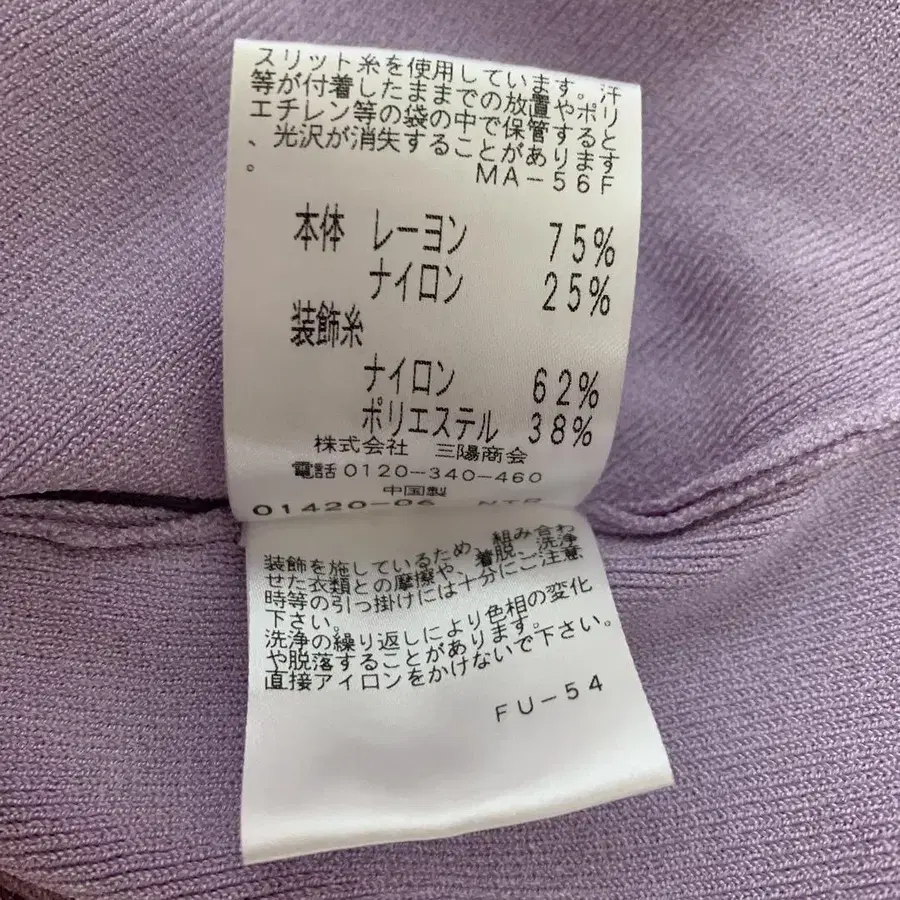 スリット糸を使用しています。汗
等が付着したままでの放置やポリ
エチレン等の袋の中で保管すると
、光沢が消失することがあります
。
MA-56F
本体 レーヨン 75%
ナイロン 25%
装飾糸
ナイロン 62%
ポリエステル 38%
株式会社 三陽商会
電話0120-340-460
中国製
01420-06 NTR
装飾を施しているため、組み合わ
せた衣類との摩擦や、着脱、洗浄
時等の引っ掛けには十分にご注意
下さい。
洗浄の繰り返しにより色相の変化
や脱落することがあります。
直接アイロンをかけないで下さい。
FU-54